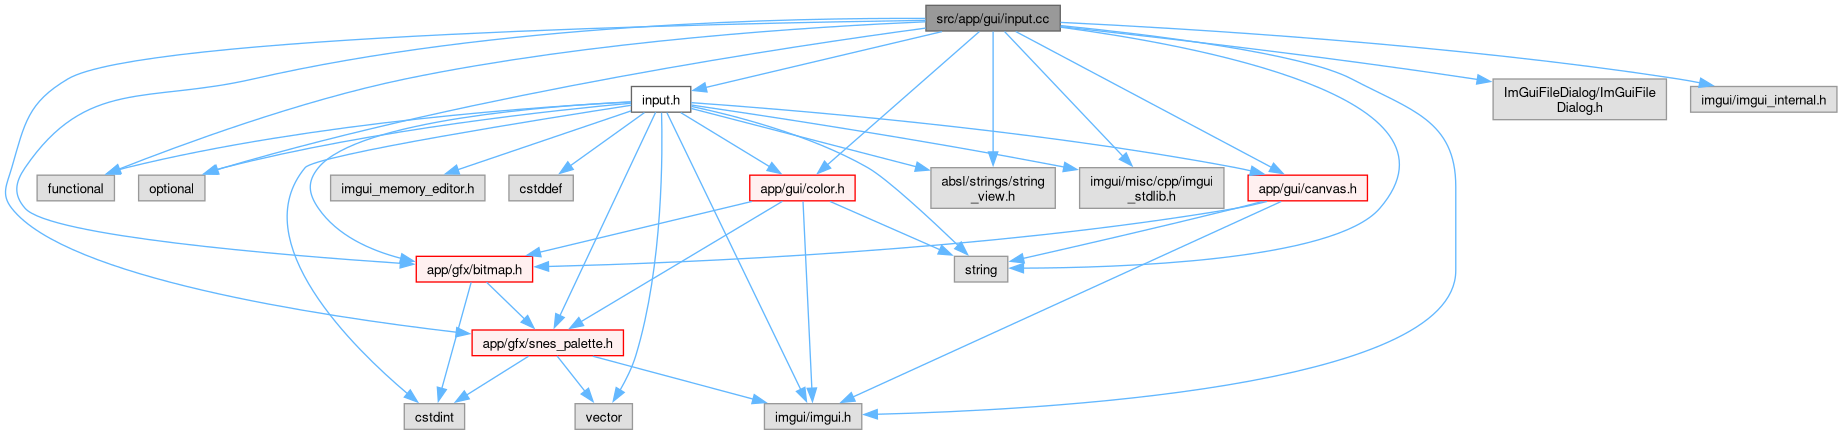 src/app/gui/input.cc
input.h
ImGuiFileDialog/ImGuiFile
Dialog.h
imgui/imgui_internal.h
functional
optional
imgui_memory_editor.h
cstddef
app/gui/color.h
absl/strings/string
_view.h
imgui/misc/cpp/imgui
_stdlib.h
app/gui/canvas.h
app/gfx/bitmap.h
string
app/gfx/snes_palette.h
cstdint
vector
imgui/imgui.h